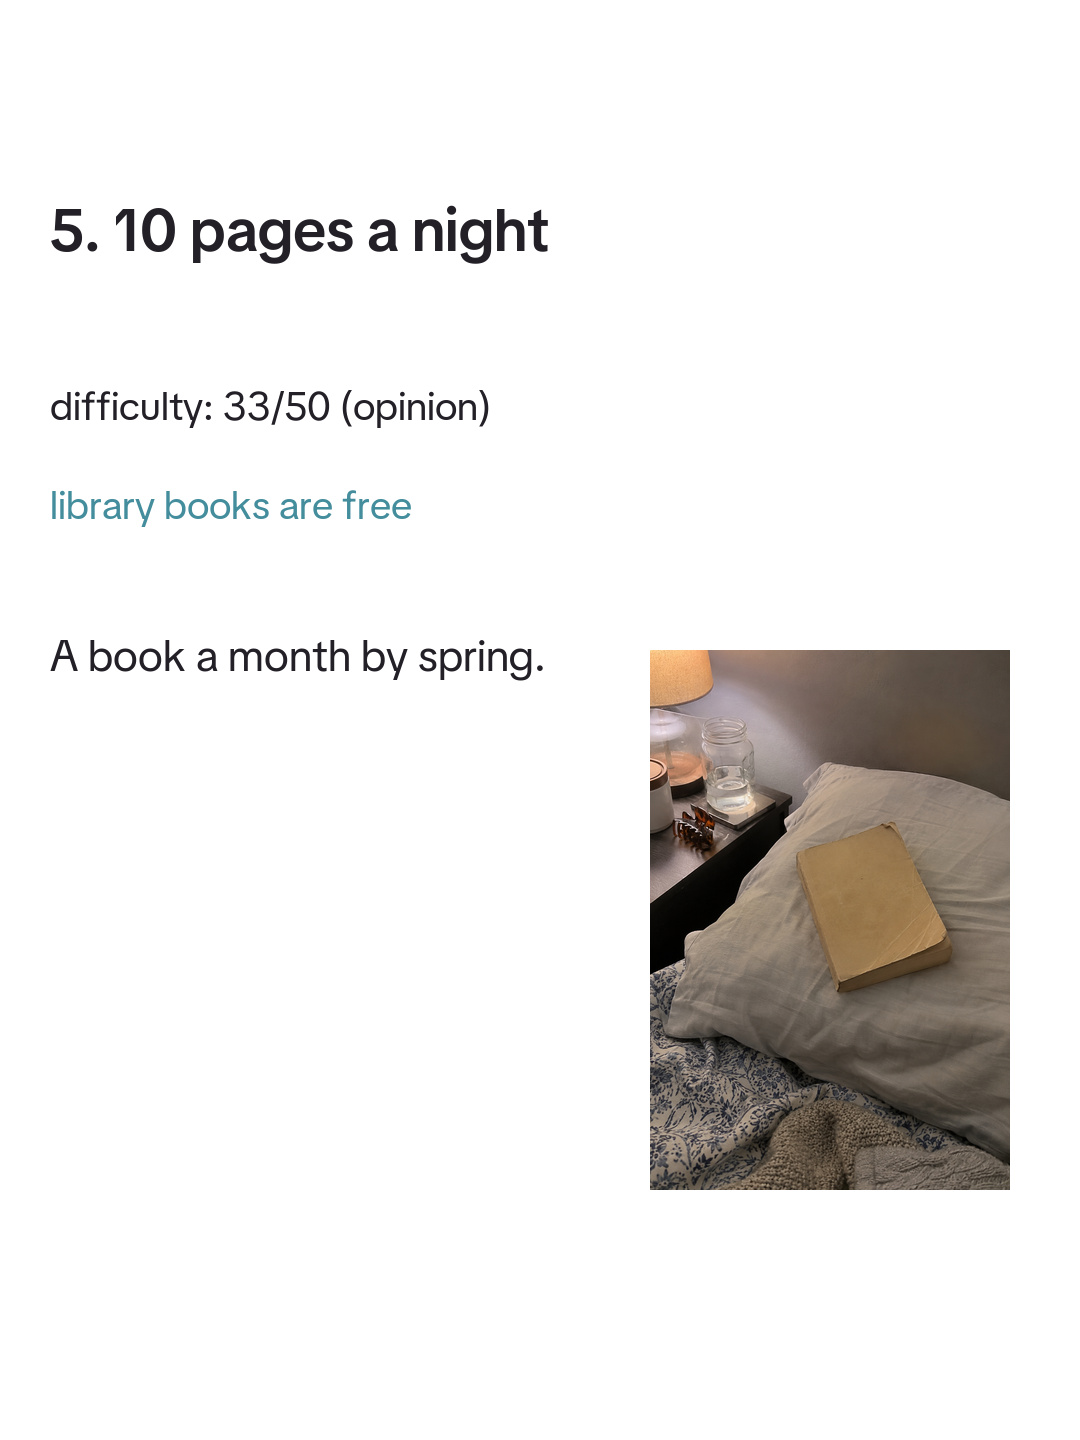 5. 10 pages a night
difficulty: 33/50 (opinion)
library books are free
A book a month by spring.